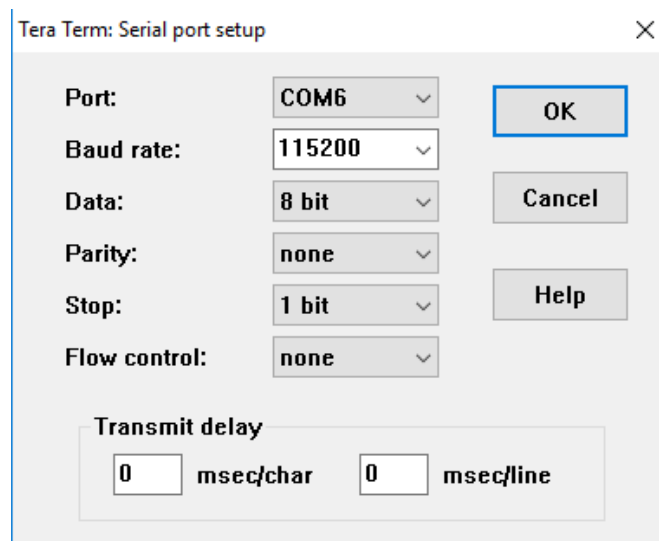 Tera Term: Serial port setup
Port: COM6 OK
Baud rate: 115200
Data: 8 bit Cancel
Parity: none
Stop: 1 bit Help
Flow control: none
Transmit delay
0 msec/char 0 msec/line